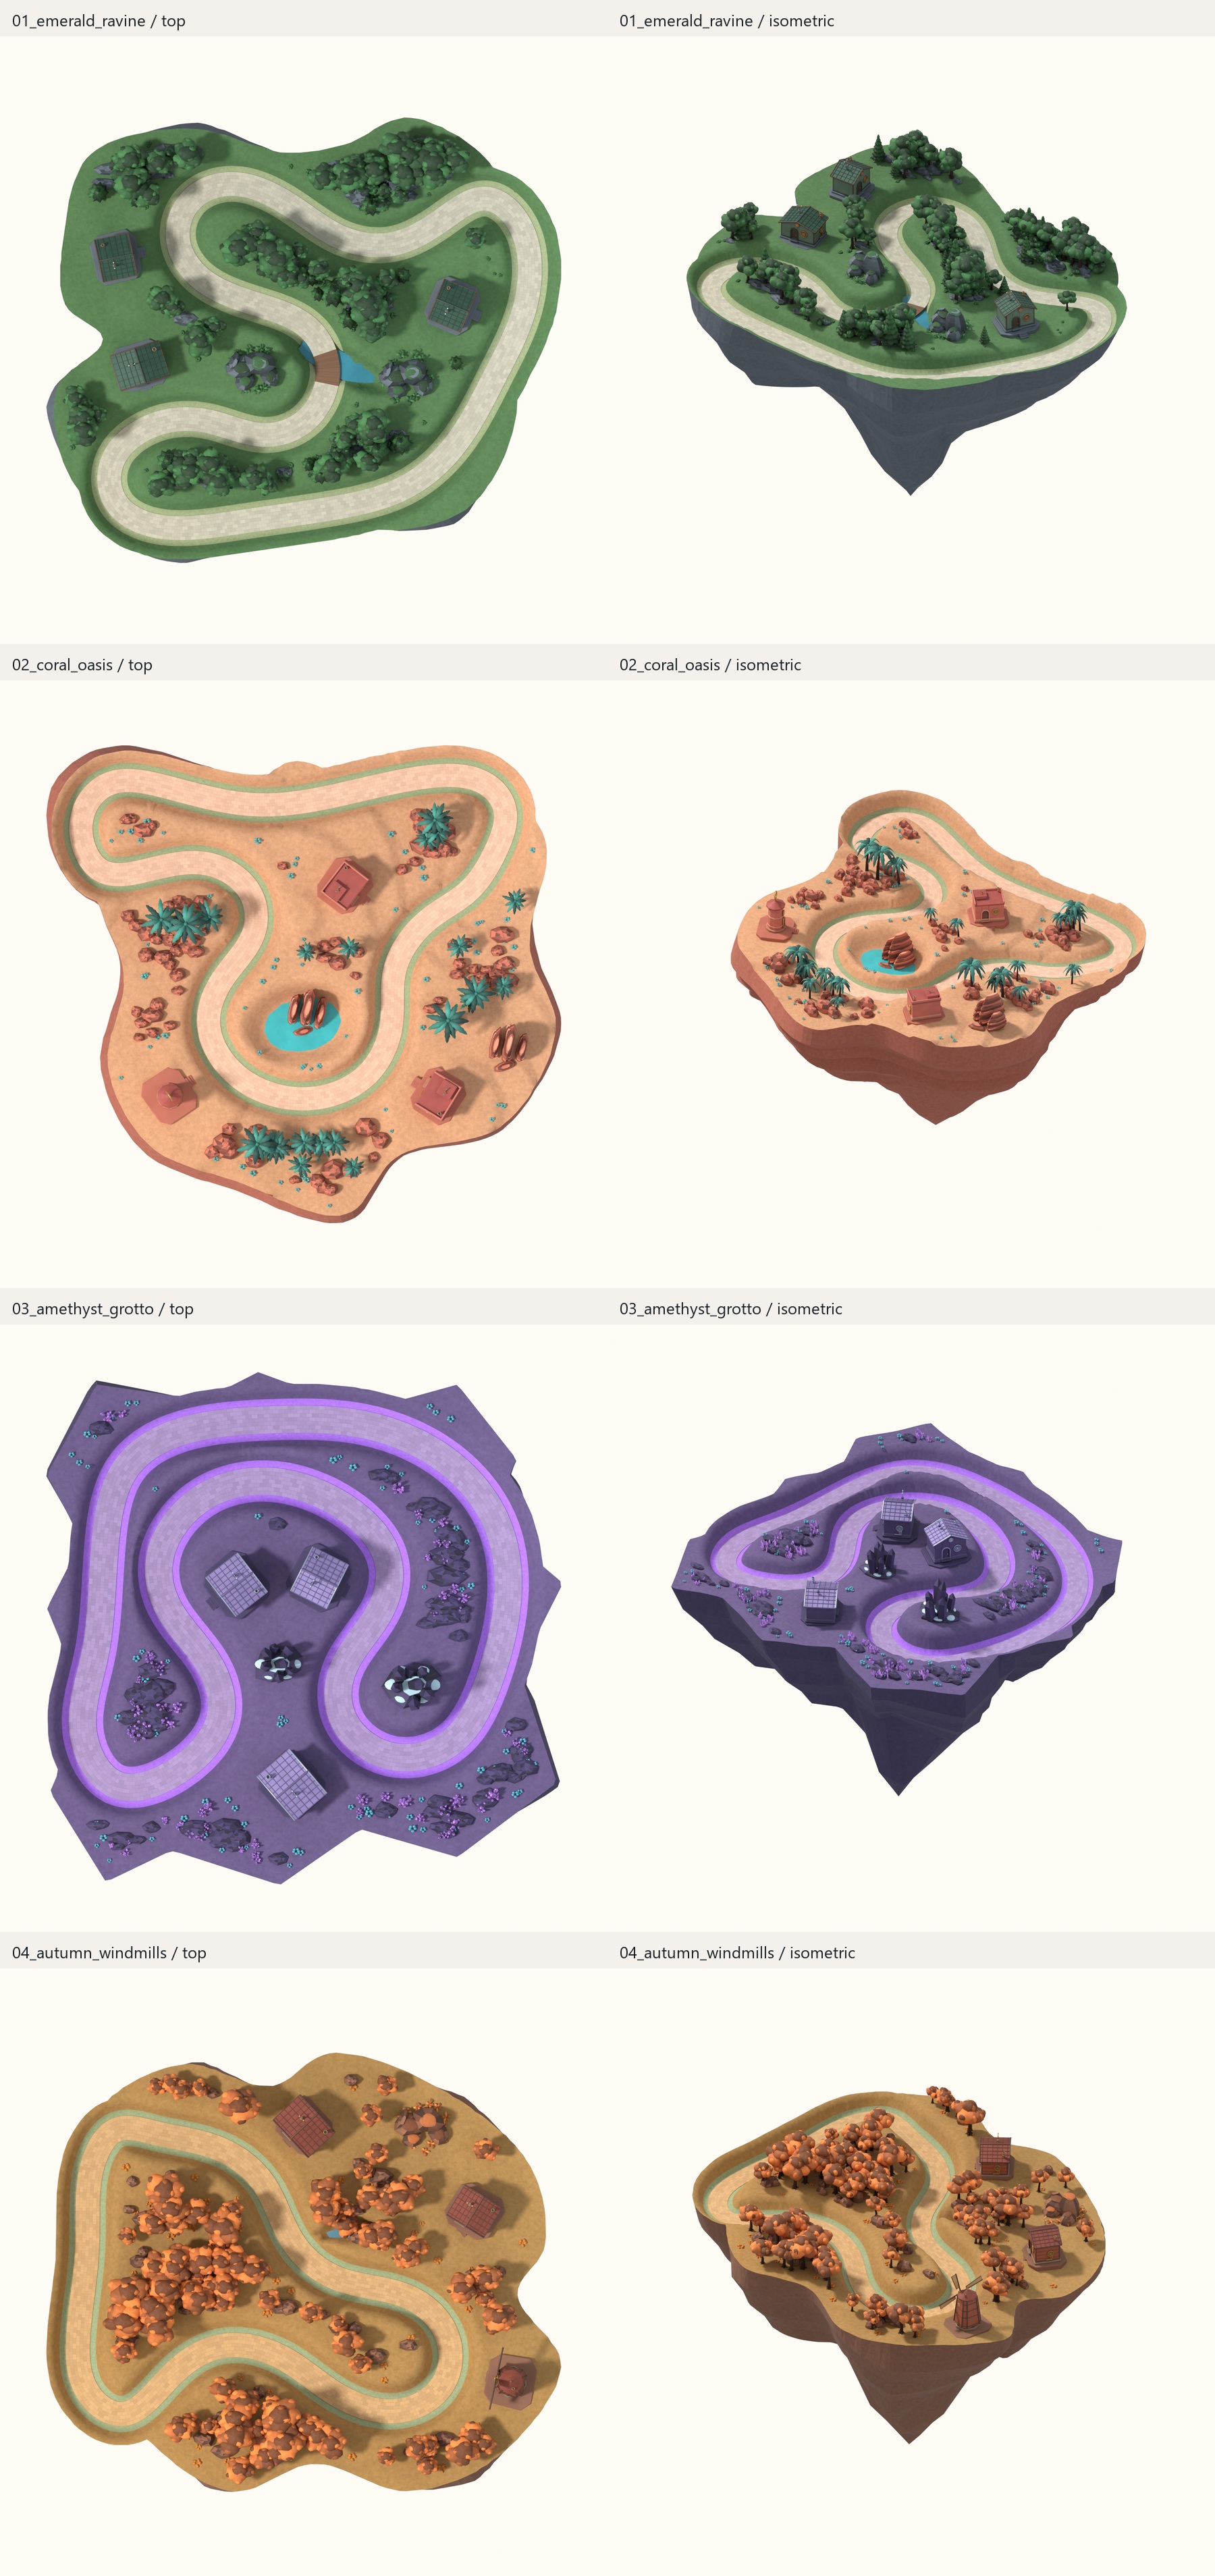 01_emerald_ravine / top
01_emerald_ravine / isometric
02_coral_oasis / top
02_coral_oasis / isometric
03_amethyst_grotto / top
03_amethyst_grotto / isometric
04_autumn_windmills / top
04_autumn_windmills / isometric